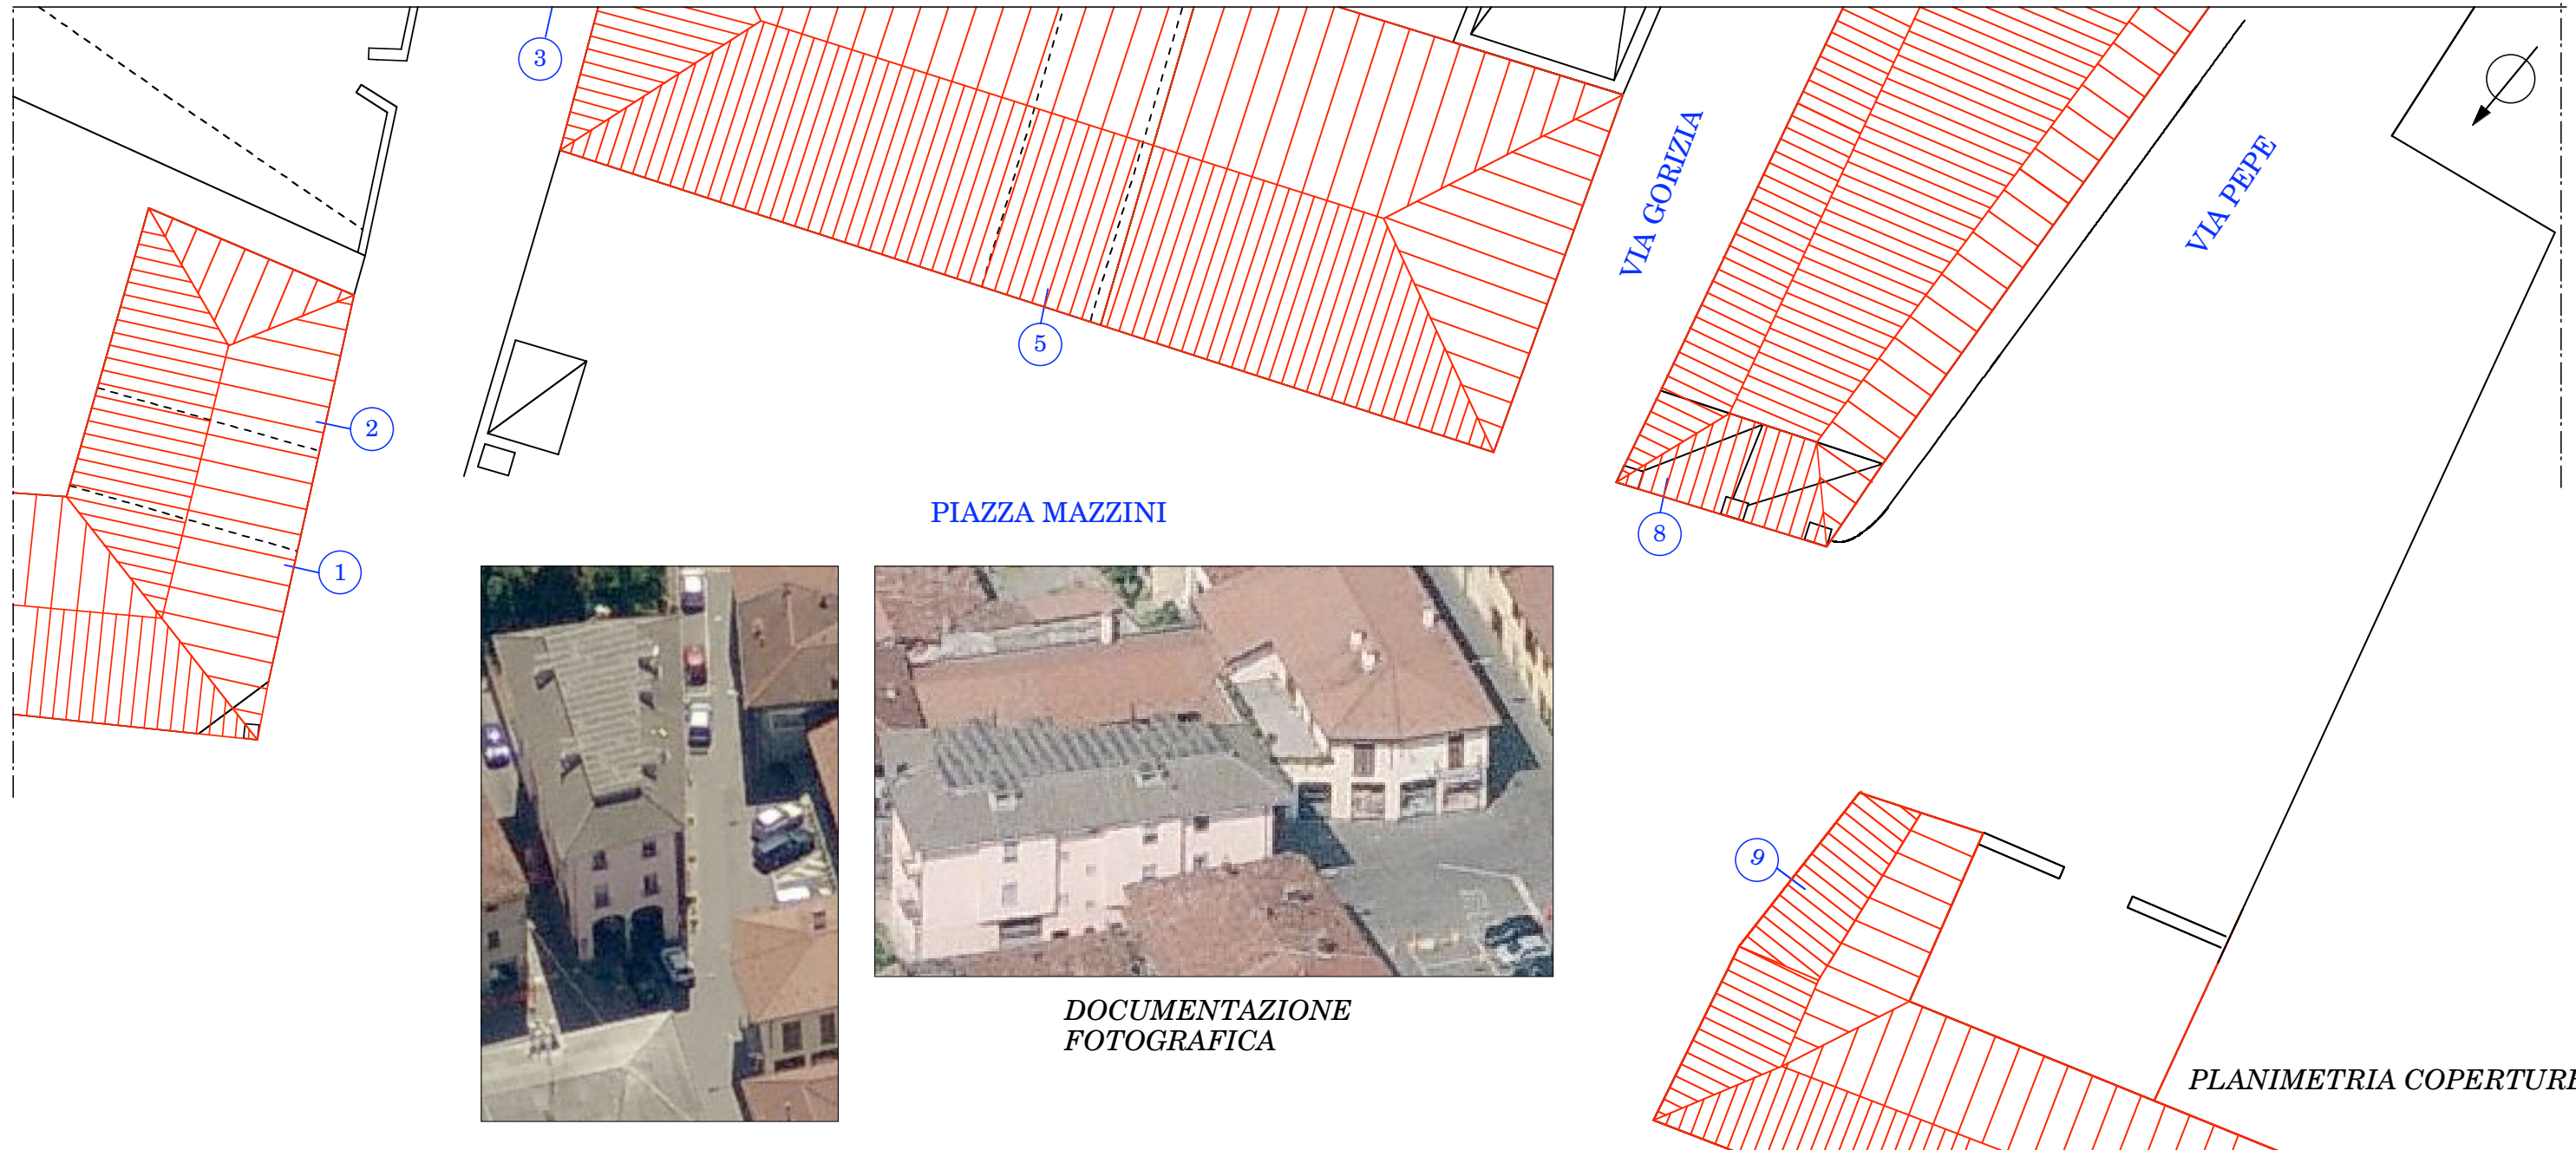 3
VIA GORIZIA
VIA PEPE
5
2
PIAZZA MAZZINI
8
1
9
DOCUMENTAZIONE
FOTOGRAFICA
PLANIMETRIA COPERTURE